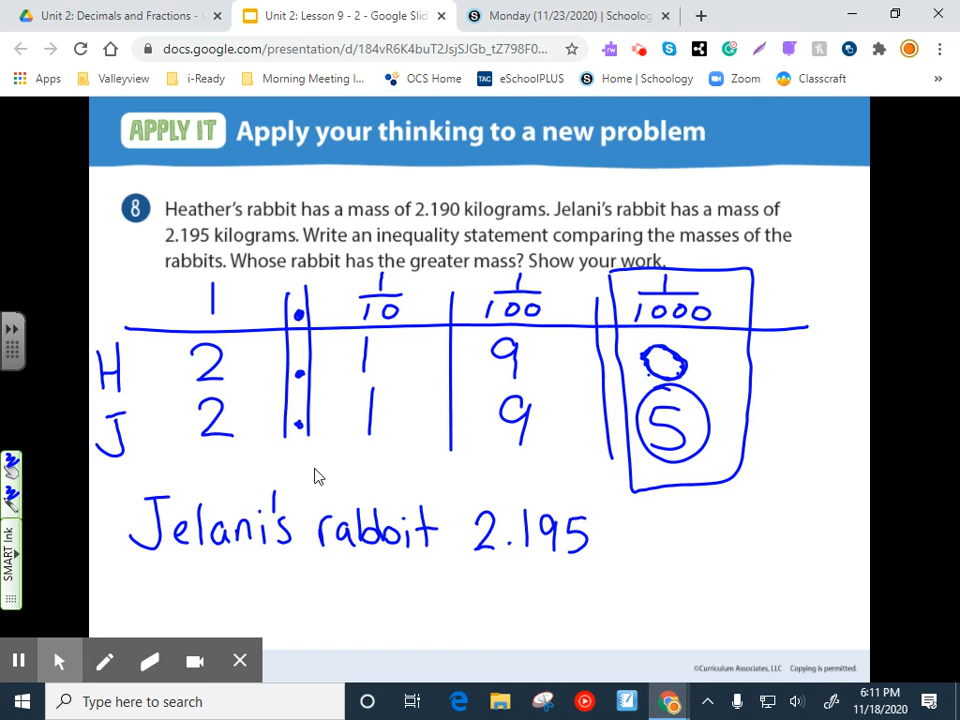 Unit 2: Decimals and Fractions -
Unit 2: Lesson 9 - 2 - Google Slid
Monday (11/23/2020) | Schoolog
docs.google.com/presentation/d/184vR6K4buT2JsjSJGb_tZ798F0...
Apps
Valleyview
i-Ready
Morning Meeting I...
OCS Home
TAC
eSchoolPLUS
Home | Schoology
Zoom
Classcraft
»
APPLY IT Apply your thinking to a new problem
8 Heather's rabbit has a mass of 2.190 kilograms. Jelani's rabbit has a mass of
2.195 kilograms. Write an inequality statement comparing the masses of the
rabbits. Whose rabbit has the greater mass? Show your work.
1 . 1/10 1/100 1/1000
H 2 . 1 9 0
J 2 . 1 9 5
Jelani's rabbit 2.195
SMART Ink
©Curriculum Associates, LLC Copying is permitted.
Type here to search
6:11 PM
11/18/2020